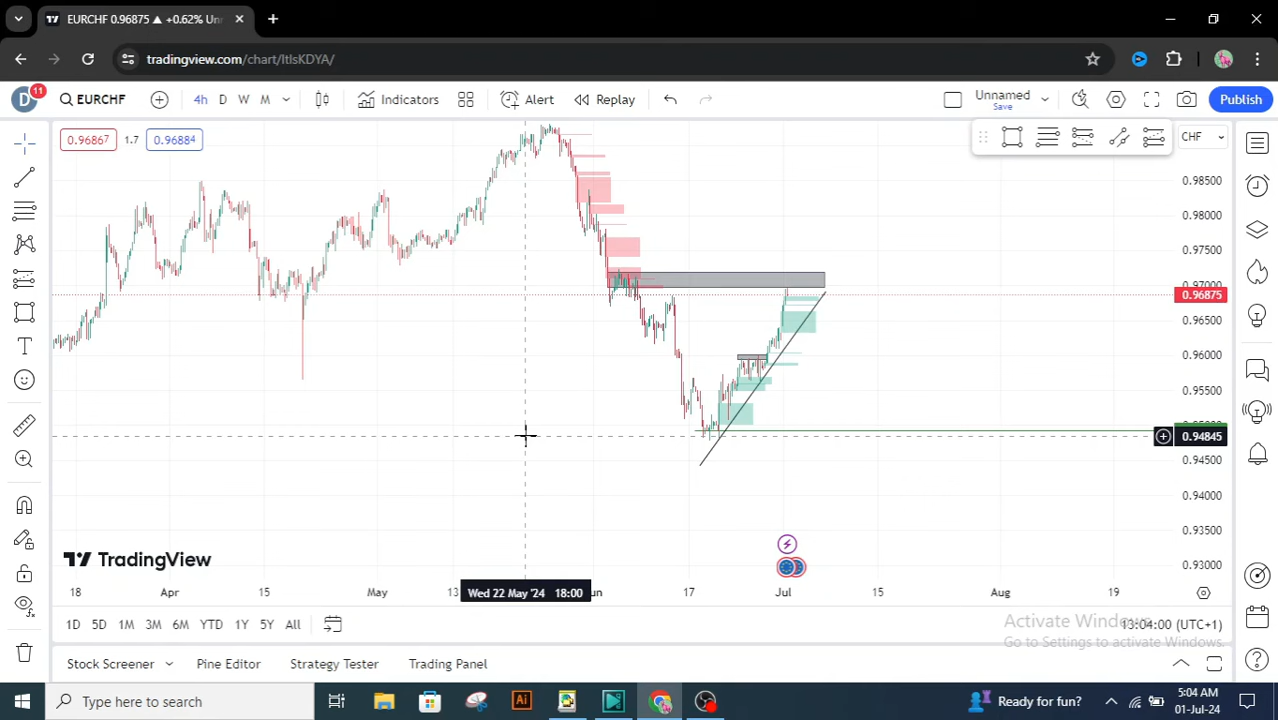 EURCHF 0.96875 ▲ +0.62% Un
tradingview.com/chart/ItlsKDYA/
D
11
EURCHF
4h
D
W
M
Indicators
Alert
Replay
Unnamed
Save
Publish
0.96867
1.7
0.96884
CHF
0.98500
0.98000
0.97500
0.97000
0.96875
0.96500
0.96000
0.95500
0.94845
0.94500
0.94000
0.93500
0.93000
TradingView
18
Apr
15
May
13
Wed 22 May '24 18:00
un
17
Jul
15
Aug
19
1D
5D
1M
3M
6M
YTD
1Y
5Y
All
Activate Windows
13:04:00 (UTC+1)
Go to Settings to activate Windows.
Stock Screener
Pine Editor
Strategy Tester
Trading Panel
Type here to search
Ai
Ready for fun?
5:04 AM
01-Jul-24